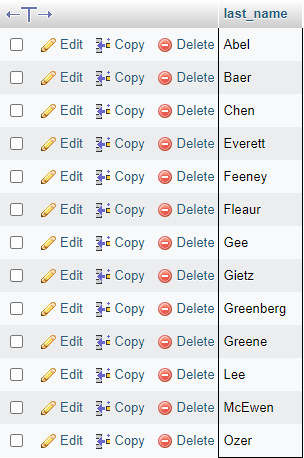 last_name
Edit Copy Delete Abel
Edit Copy Delete Baer
Edit Copy Delete Chen
Edit Copy Delete Everett
Edit Copy Delete Feeney
Edit Copy Delete Fleaur
Edit Copy Delete Gee
Edit Copy Delete Gietz
Edit Copy Delete Greenberg
Edit Copy Delete Greene
Edit Copy Delete Lee
Edit Copy Delete McEwen
Edit Copy Delete Ozer